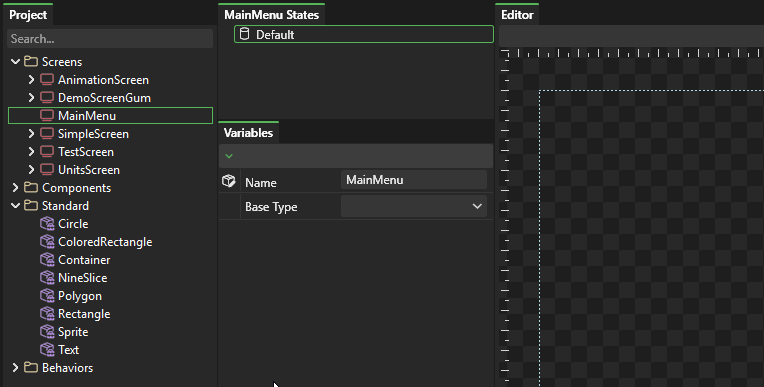 Project
Search...
Screens
AnimationScreen
DemoScreenGum
MainMenu
SimpleScreen
TestScreen
UnitsScreen
Components
Standard
Circle
ColoredRectangle
Container
NineSlice
Polygon
Rectangle
Sprite
Text
Behaviors
MainMenu States
Default
Variables
Name MainMenu
Base Type
Editor